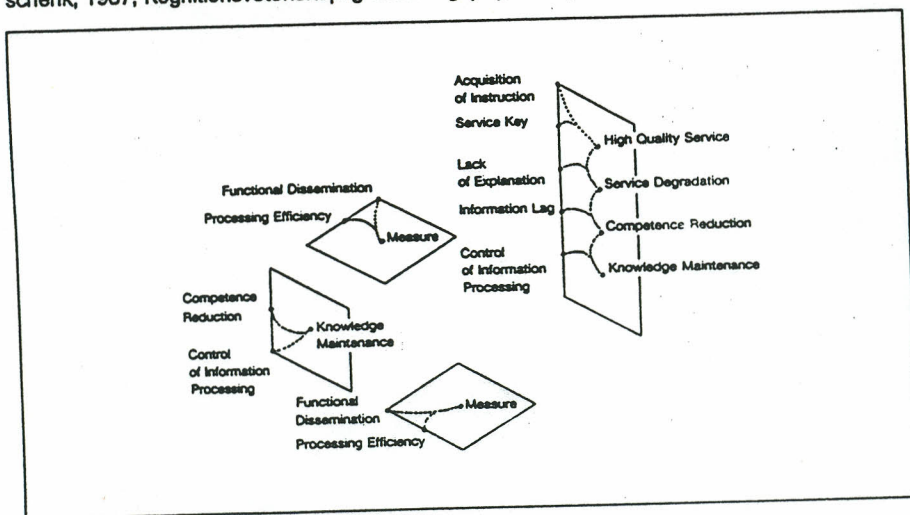 Acquisition
of Instruction
Service Key
High Quality Service
Lack
of Explanation
Service Degradation
Functional Dissemination
Information Lag
Processing Efficiency
Competence Reduction
Measure
Control
of Information
Processing
Knowledge Maintenance
Competence
Reduction
Knowledge
Maintenance
Control
of Information
Processing
Functional
Dissemination
Measure
Processing Efficiency